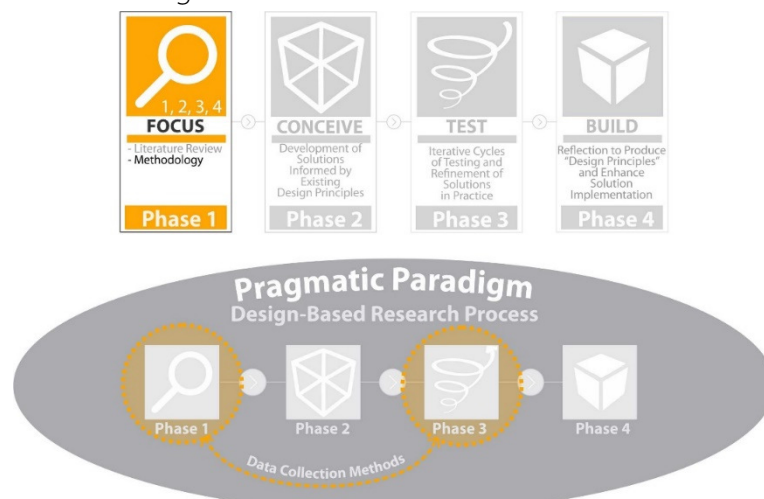 1, 2, 3, 4
FOCUS
- Literature Review
- Methodology
Phase 1
CONCEIVE
Development of
Solutions
Informed by
Existing
Design Principles
Phase 2
TEST
Iterative Cycles
of Testing and
Refinement of
Solutions
in Practice
Phase 3
BUILD
Reflection to Produce
"Design Principles"
and Enhance
Solution
Implementation
Phase 4
Pragmatic Paradigm
Design-Based Research Process
Phase 1
Phase 2
Phase 3
Phase 4
Data Collection Methods